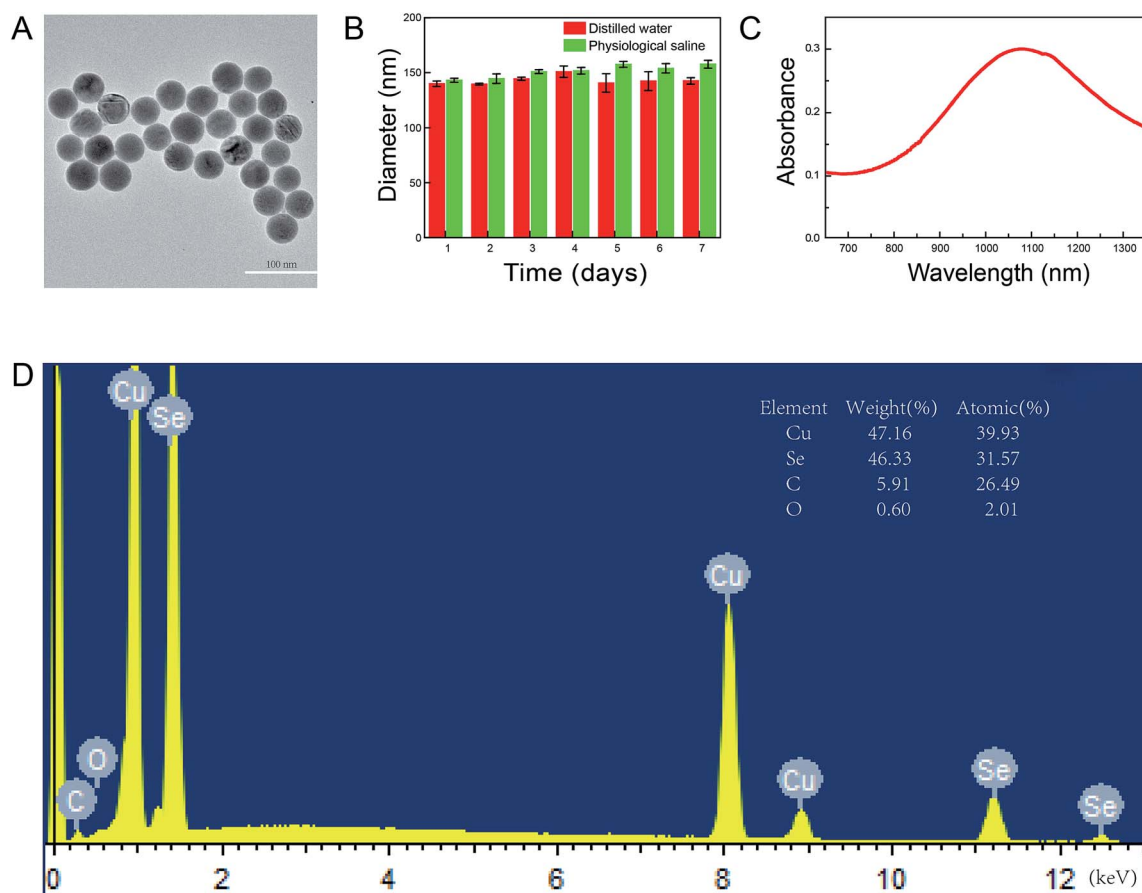 A
100 nm
B
Diameter (nm)
200
150
100
50
0
Distilled water
Physiological saline
1 2 3 4 5 6 7
Time (days)
C
Absorbance
0.3
0.2
0.1
0.0
700 800 900 1000 1100 1200 1300
Wavelength (nm)
D
Cu
Se
Element Weight(%) Atomic(%)
Cu 47.16 39.93
Se 46.33 31.57
C 5.91 26.49
O 0.60 2.01
Cu
O
C
Cu
Se
Se
0 2 4 6 8 10 12 (keV)